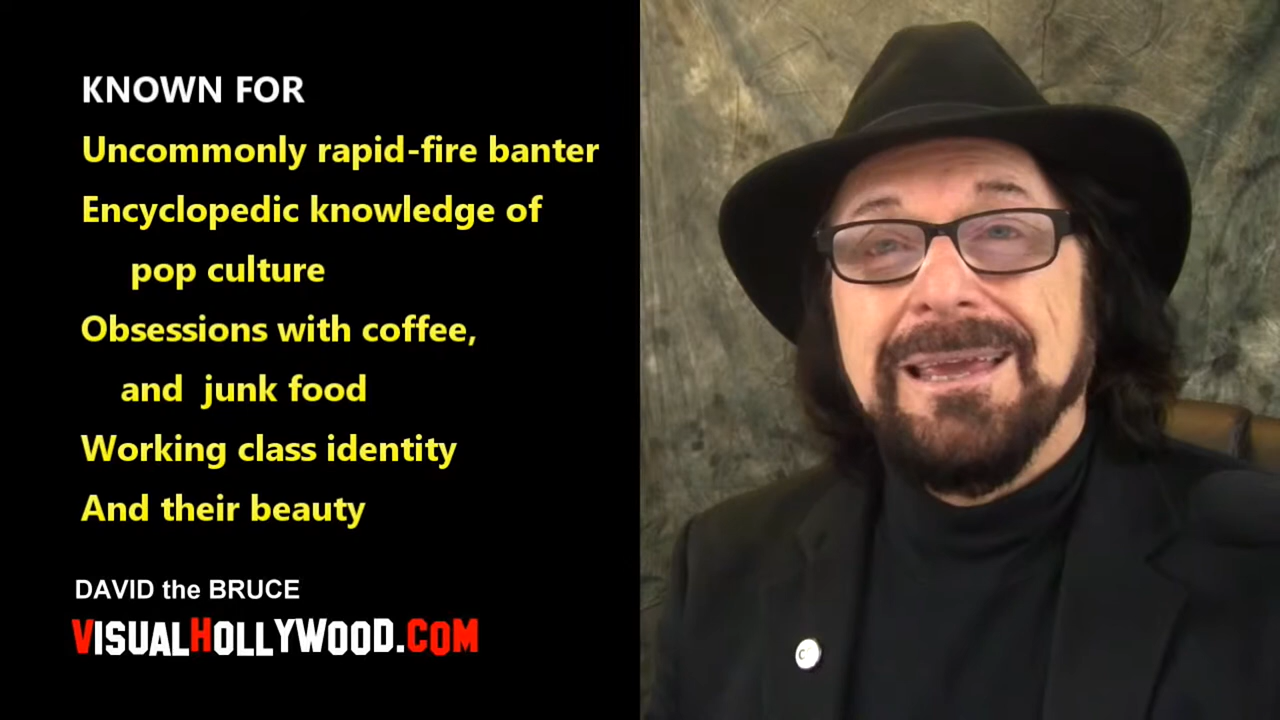 KNOWN FOR
Uncommonly rapid-fire banter
Encyclopedic knowledge of
pop culture
Obsessions with coffee,
and junk food
Working class identity
And their beauty
DAVID the BRUCE
VISUALHOLLYWOOD.COM